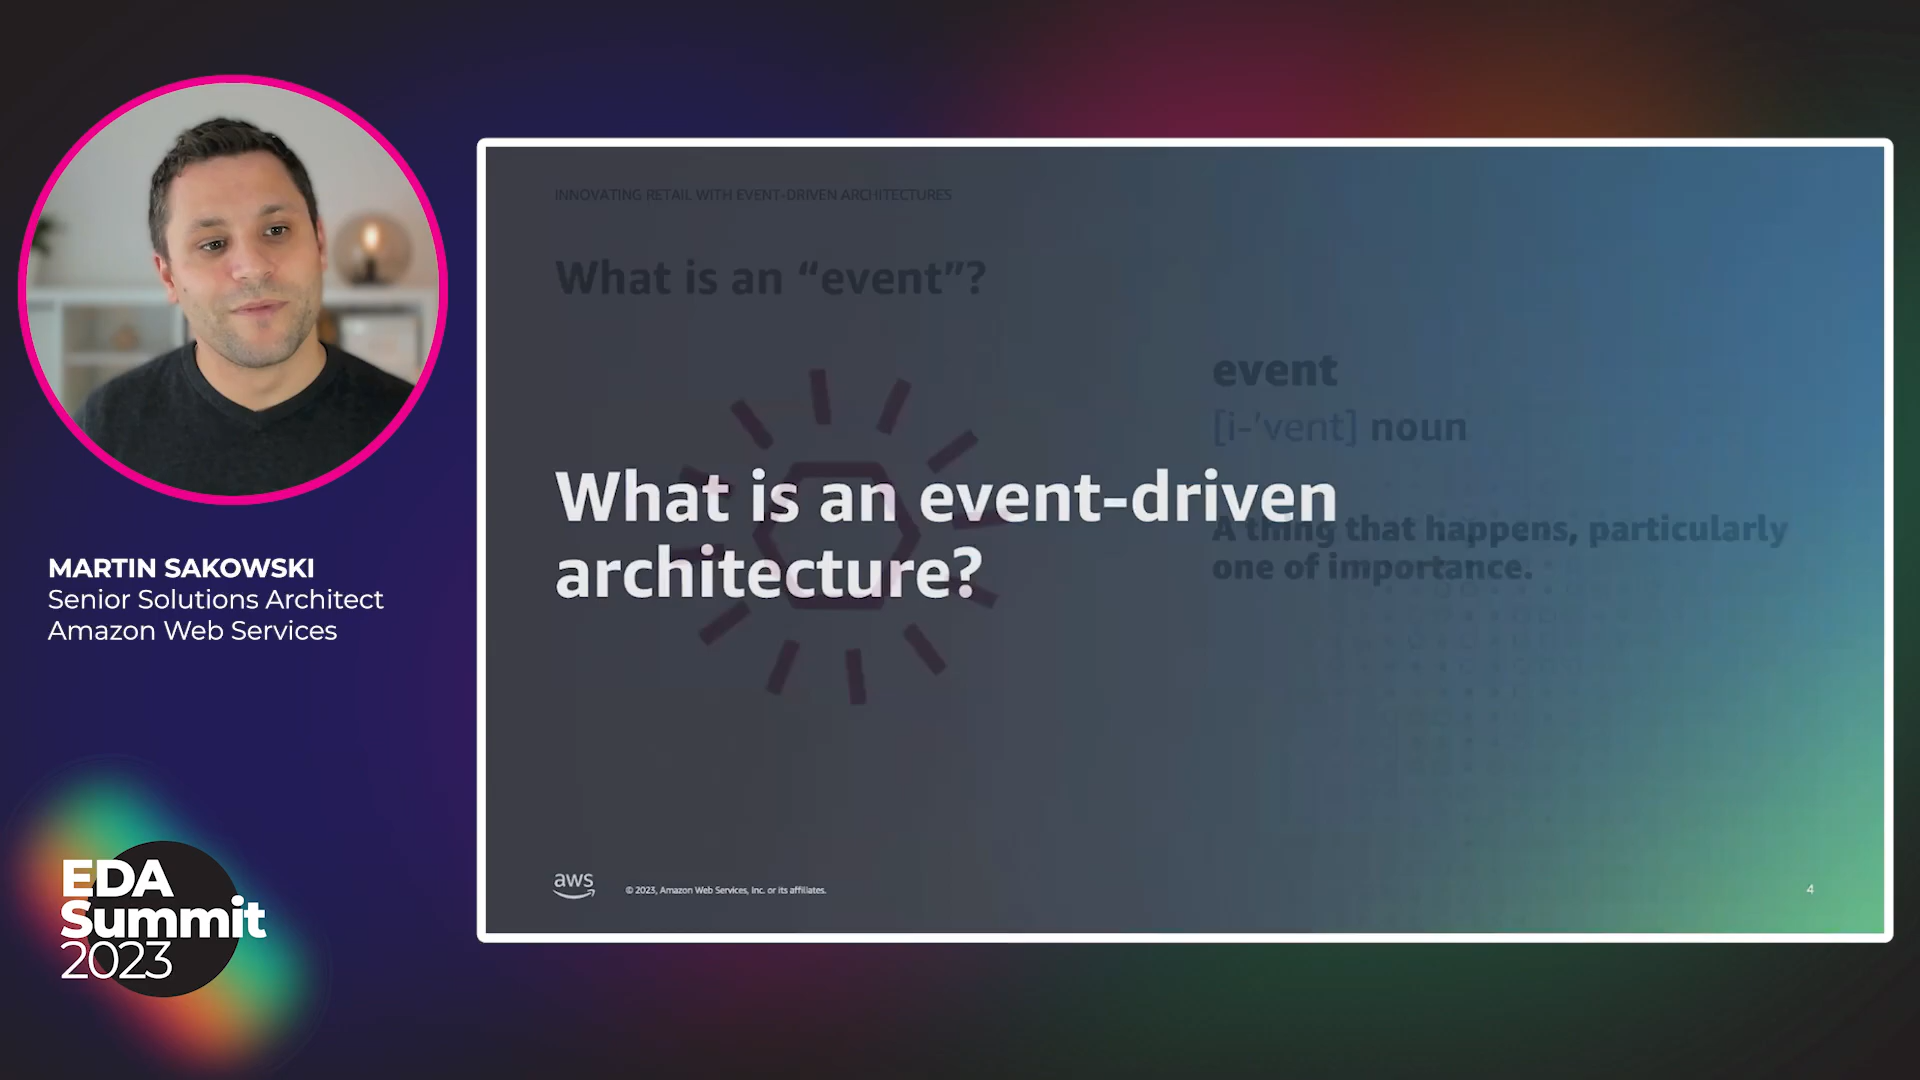 MARTIN SAKOWSKI
Senior Solutions Architect
Amazon Web Services
EDA
Summit
2023
INNOVATING RETAIL WITH EVENT-DRIVEN ARCHITECTURES
What is an “event”?
event
[i-'vent] noun
A thing that happens, particularly
one of importance.
What is an event-driven
architecture?
aws
© 2023, Amazon Web Services, Inc. or its affiliates.
4